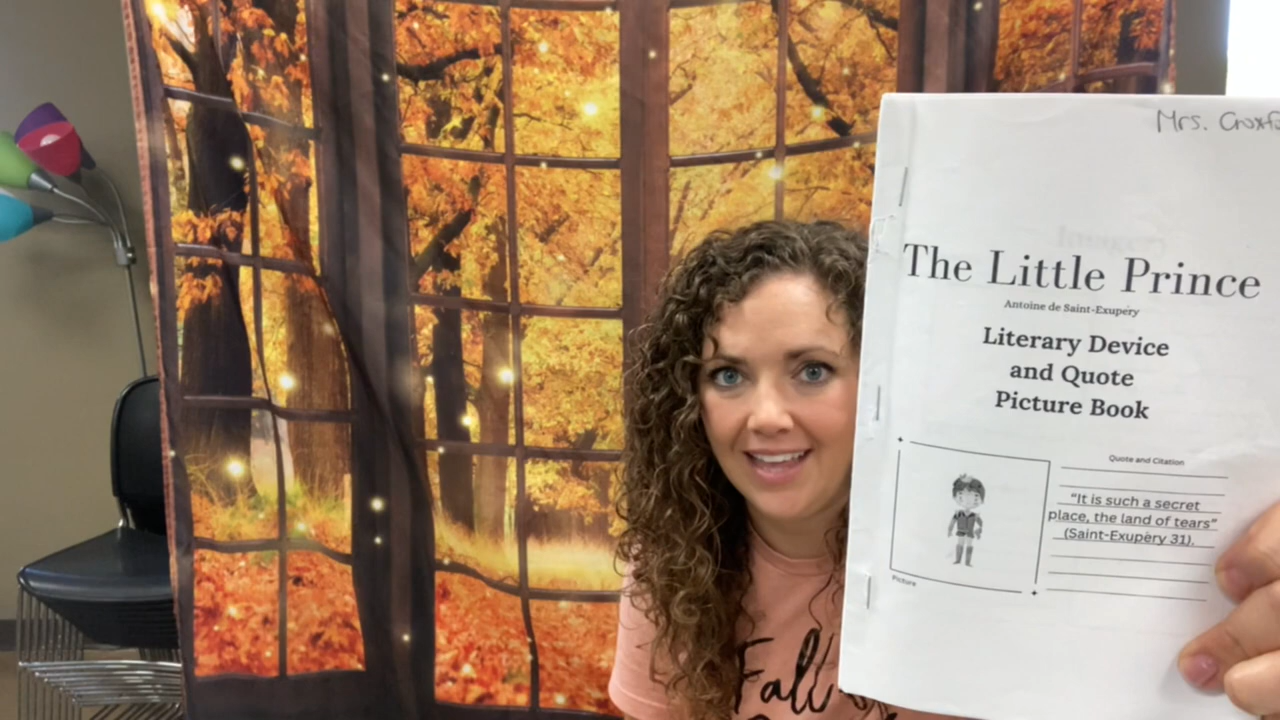 Mrs.
The Little Prince
Antoine de Saint-Exupéry
Literary Device
and Quote
Picture Book
Quote and Citation
"It is such a secret
place, the land of tears"
(Saint-Exupéry 31).
Picture
Fall